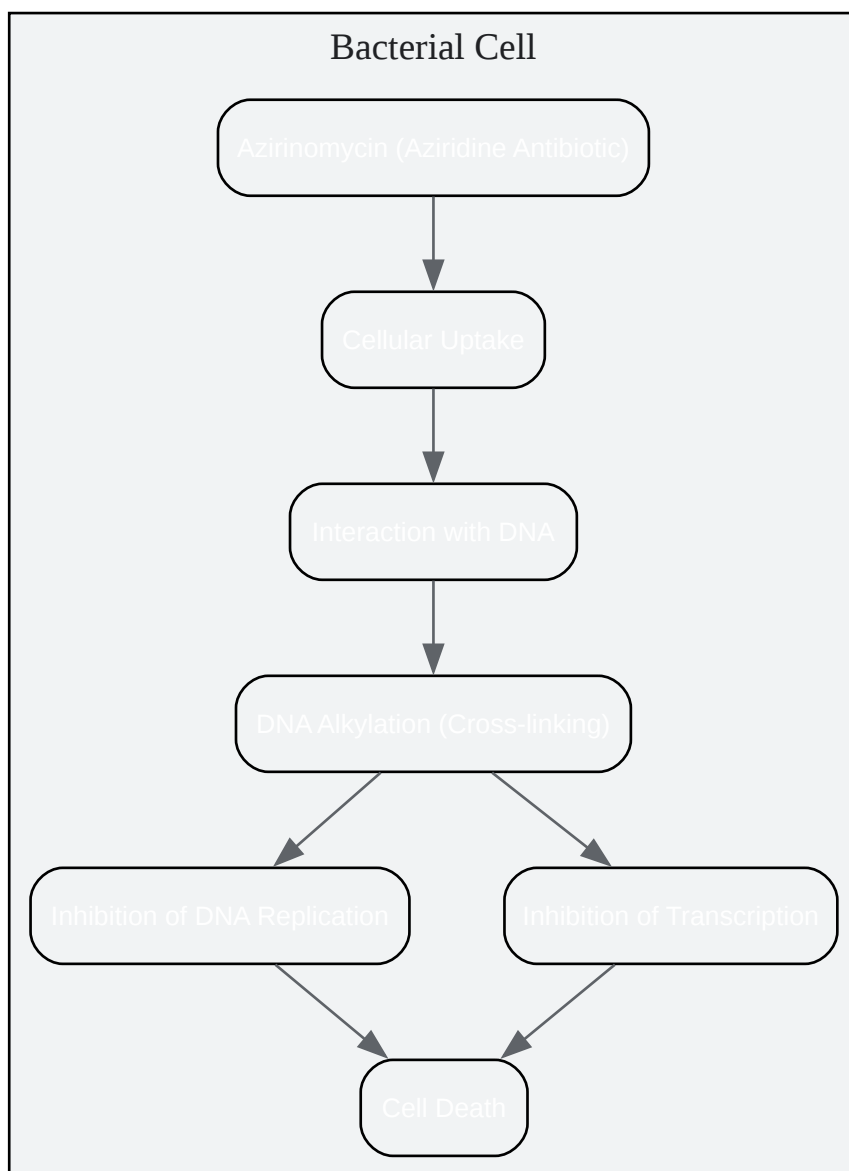 Bacterial Cell
Azirinomycin (Aziridine Antibiotic)
Cellular Uptake
Interaction with DNA
DNA Alkylation (Cross-linking)
Inhibition of DNA Replication
Inhibition of Transcription
Cell Death